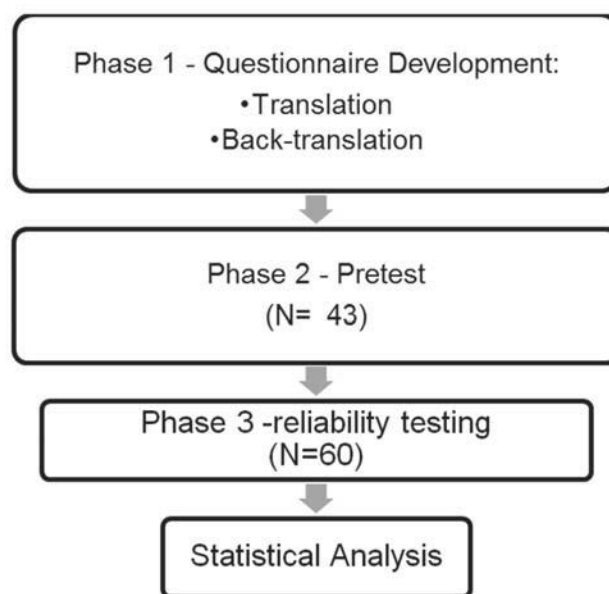 Phase 1 - Questionnaire Development:
•Translation
•Back-translation
Phase 2 - Pretest
(N= 43)
Phase 3 -reliability testing
(N=60)
Statistical Analysis